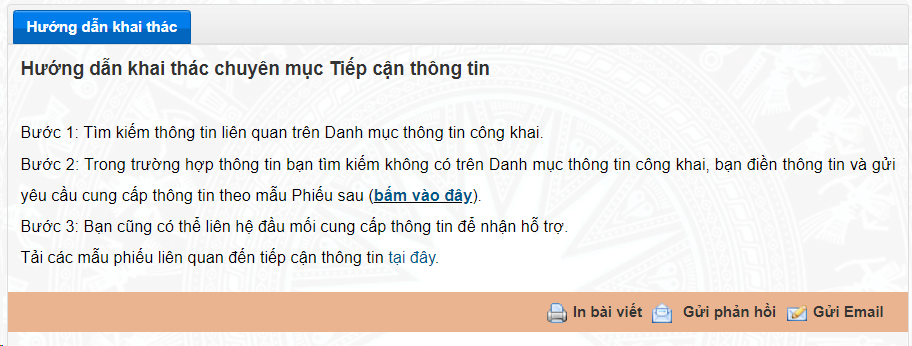 Hướng dẫn khai thác
Hướng dẫn khai thác chuyên mục Tiếp cận thông tin
Bước 1: Tìm kiếm thông tin liên quan trên Danh mục thông tin công khai.
Bước 2: Trong trường hợp thông tin bạn tìm kiếm không có trên Danh mục thông tin công khai, bạn điền thông tin và gửi
yêu cầu cung cấp thông tin theo mẫu Phiếu sau (bấm vào đây).
Bước 3: Bạn cũng có thể liên hệ đầu mối cung cấp thông tin để nhận hỗ trợ.
Tải các mẫu phiếu liên quan đến tiếp cận thông tin tại đây.
In bài viết Gửi phản hồi Gửi Email